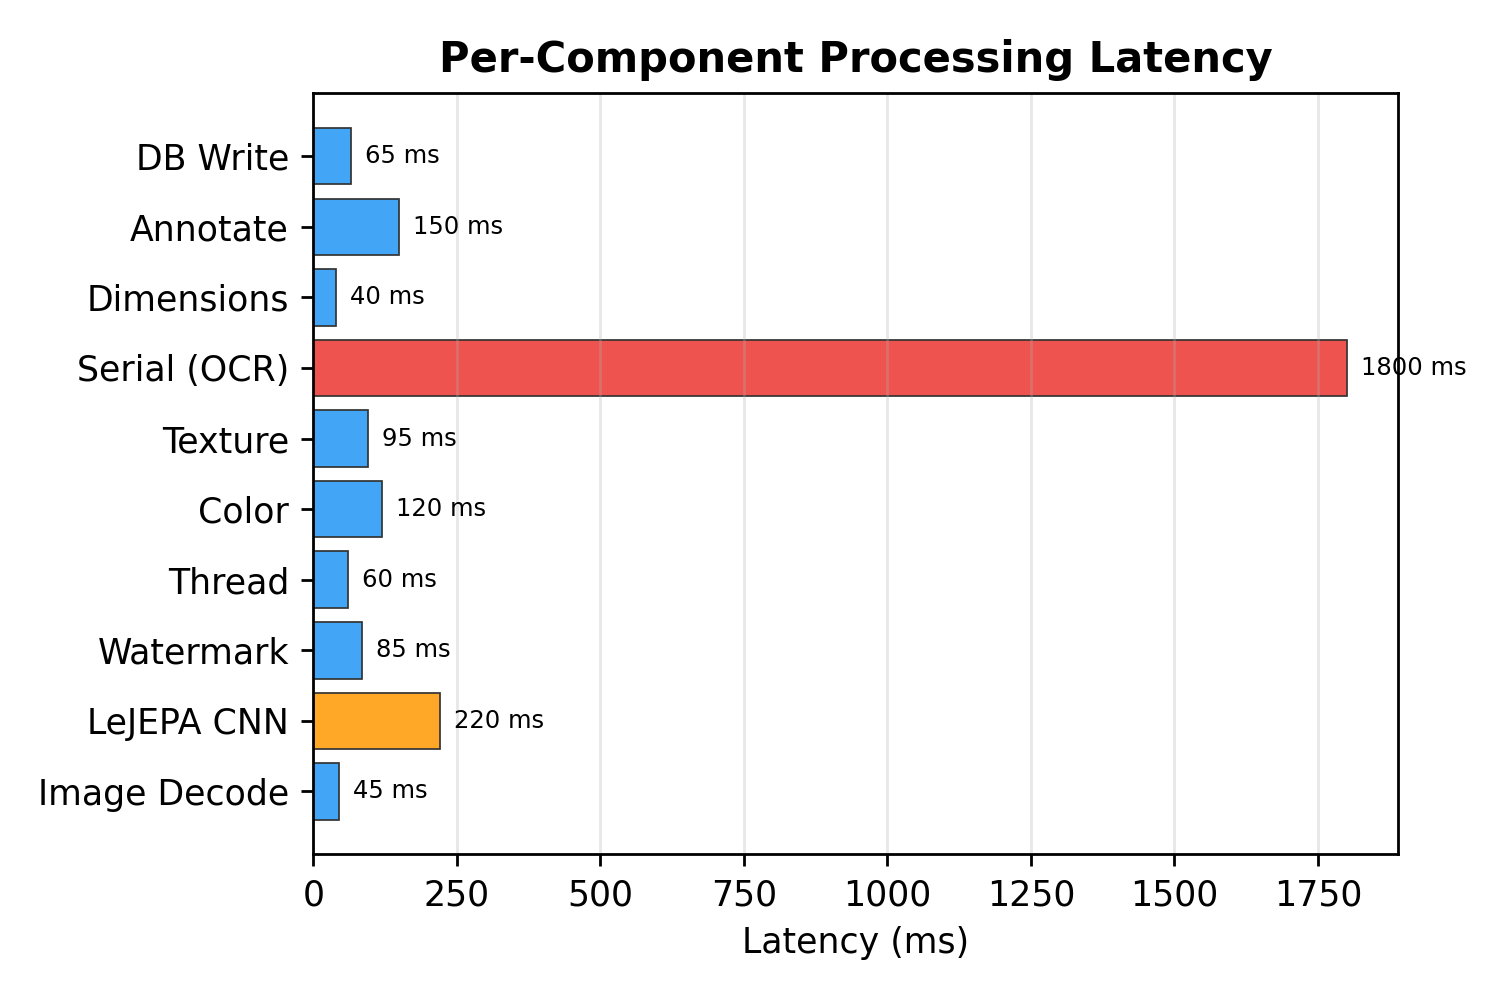 Per-Component Processing Latency
DB Write 65 ms
Annotate 150 ms
Dimensions 40 ms
Serial (OCR) 1800 ms
Texture 95 ms
Color 120 ms
Thread 60 ms
Watermark 85 ms
LeJEPA CNN 220 ms
Image Decode 45 ms
0 250 500 750 1000 1250 1500 1750
Latency (ms)